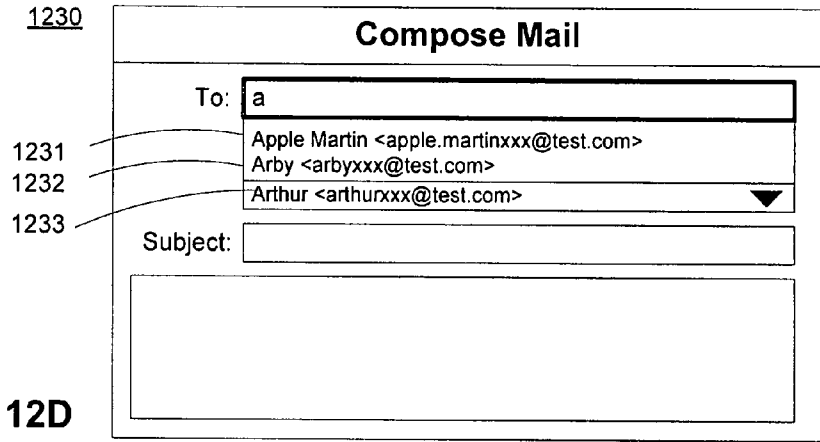 1230
Compose Mail
To: a
1231 Apple Martin <apple.martinxxx@test.com>
1232 Arby <arbyxxx@test.com>
1233 Arthur <arthurxxx@test.com>
Subject:
12D